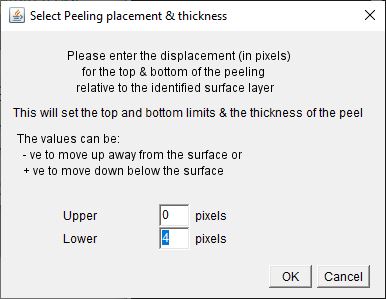 Select Peeling placement & thickness
Please enter the displacement (in pixels)
for the top & bottom of the peeling
relative to the identified surface layer
This will set the top and bottom limits & the thickness of the peel
The values can be:
- ve to move up away from the surface or
+ ve to move down below the surface
Upper 0 pixels
Lower 4 pixels
OK Cancel